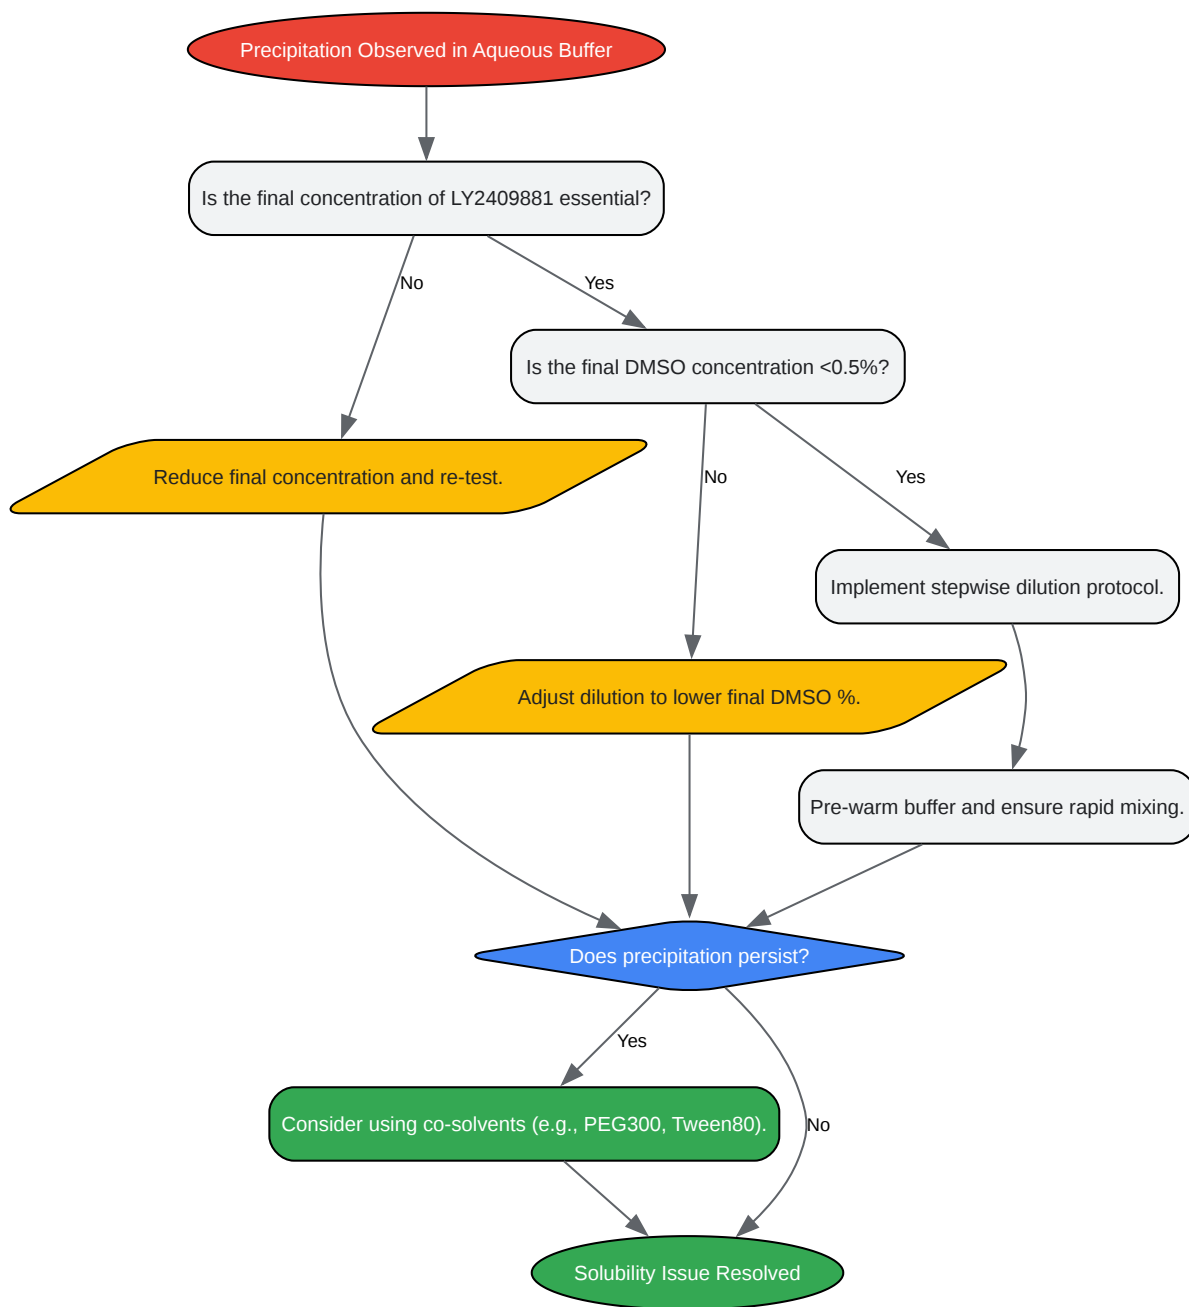 Precipitation Observed in Aqueous Buffer
Is the final concentration of LY2409881 essential?
No
Yes
Is the final DMSO concentration <0.5%?
Reduce final concentration and re-test.
No
Yes
Implement stepwise dilution protocol.
Adjust dilution to lower final DMSO %.
Pre-warm buffer and ensure rapid mixing.
Does precipitation persist?
Yes
Consider using co-solvents (e.g., PEG300, Tween80).
No
Solubility Issue Resolved